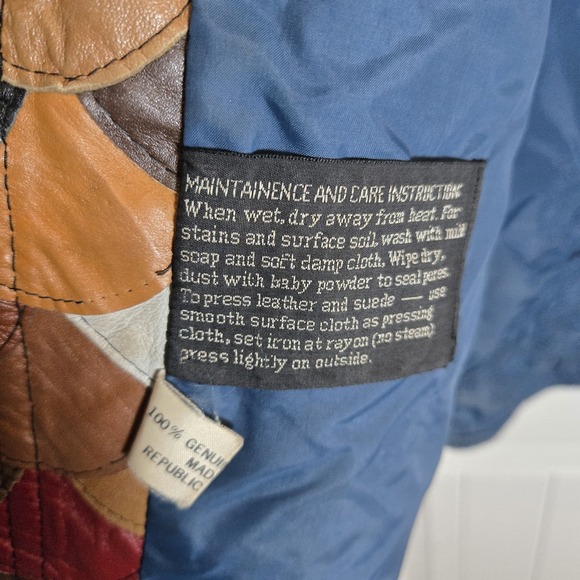 MAINTAINENCE AND CARE INSTRUCTIONS
When wet, dry away from heat. For
stains and surface soil, wash with mild
soap and soft damp cloth. Wipe dry,
dust with baby powder to seal pores.
To press leather and suede — use
smooth surface cloth as pressing
cloth, set iron at rayon (no steam)
press lightly on outside.
100% GENUI
MAD
REPUBLIC